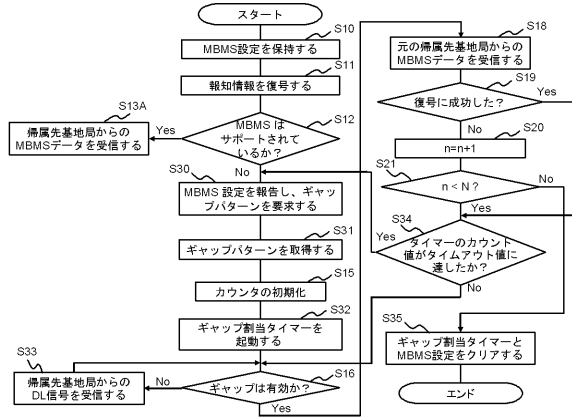 スタート
S10
MBMS設定を保持する
S11
報知情報を復号する
S12
MBMS は
サポートされて
いるか？
Yes
S13A
帰属先基地局からの
MBMSデータを受信する
No
S30
MBMS 設定を報告し、ギャッ
プパターンを要求する
S31
ギャップパターンを取得する
S15
カウンタの初期化
S32
ギャップ割当タイマーを
起動する
S33
帰属先基地局からの
DL信号を受信する
No
S16
ギャップは有効か？
Yes
S18
元の帰属先基地局からの
MBMSデータを受信する
S19
復号に成功した？
Yes
No
S20
n=n+1
S21
n < N ?
No
Yes
S34
Yes
タイマーのカウント
値がタイムアウト値に
達したか？
No
S35
ギャップ割当タイマーと
MBMS設定をクリアする
エンド